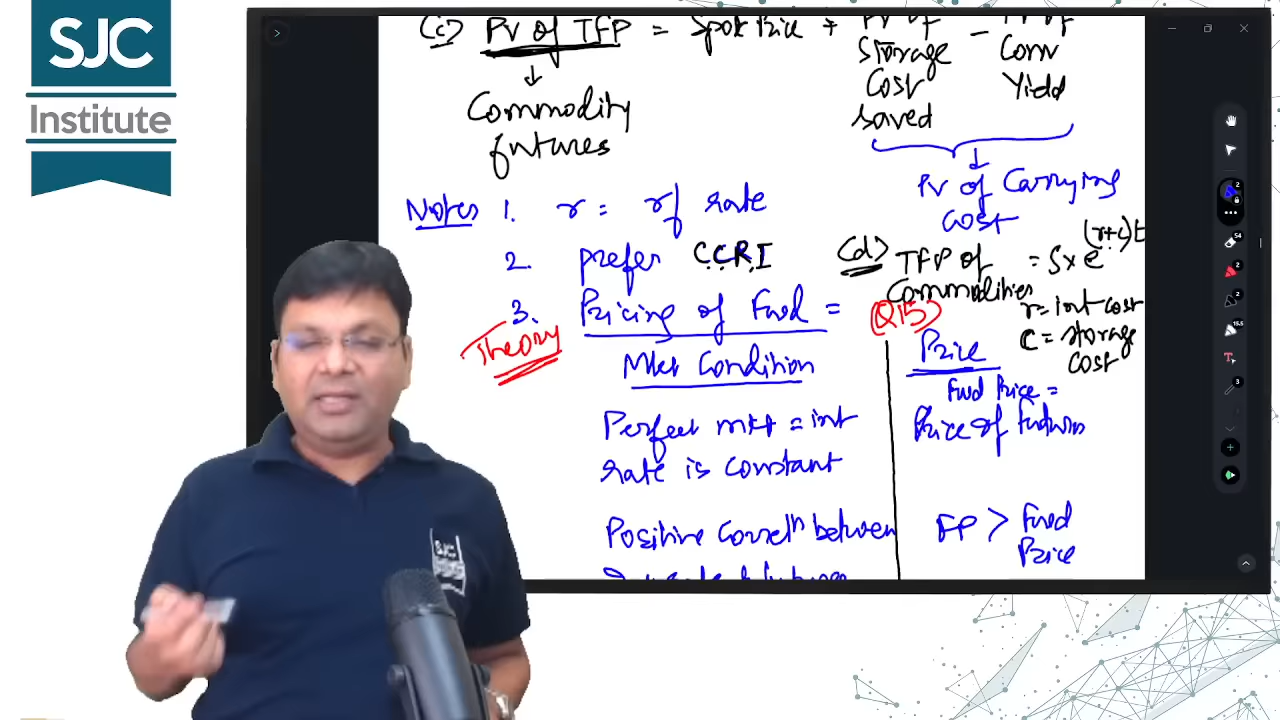 SJC
Institute
(c) PV of TFP = Spot Price + PV of Storage Cost saved - PV of Conv Yield
↓
Commodity futures
↓
PV of Carrying Cost
Notes 1. r = rf rate
2. prefer CCRI
(d) TFP of Commodities = S x e^(r+c)t
r = int cost
c = storage cost
3. Pricing of Fwd =
(Q15)
Theory
Mkt Condition
Price
Fwd Price = Price of futures
Perfect mkt = int rate is constant
Positive Correln between
FP > Fwd Price
SJC